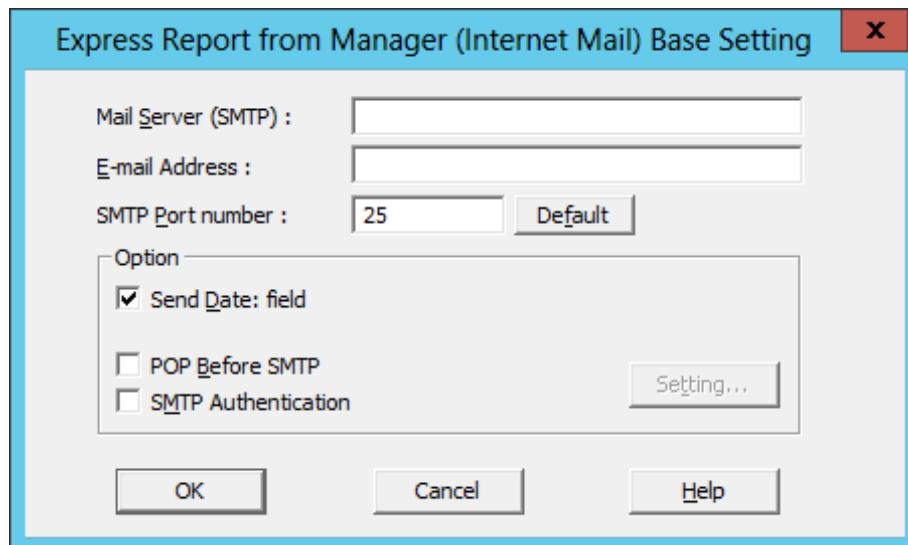 Express Report from Manager (Internet Mail) Base Setting x
Mail Server (SMTP) :
E-mail Address :
SMTP Port number : 25 Default
Option
Send Date: field
POP Before SMTP
Setting...
SMTP Authentication
OK Cancel Help